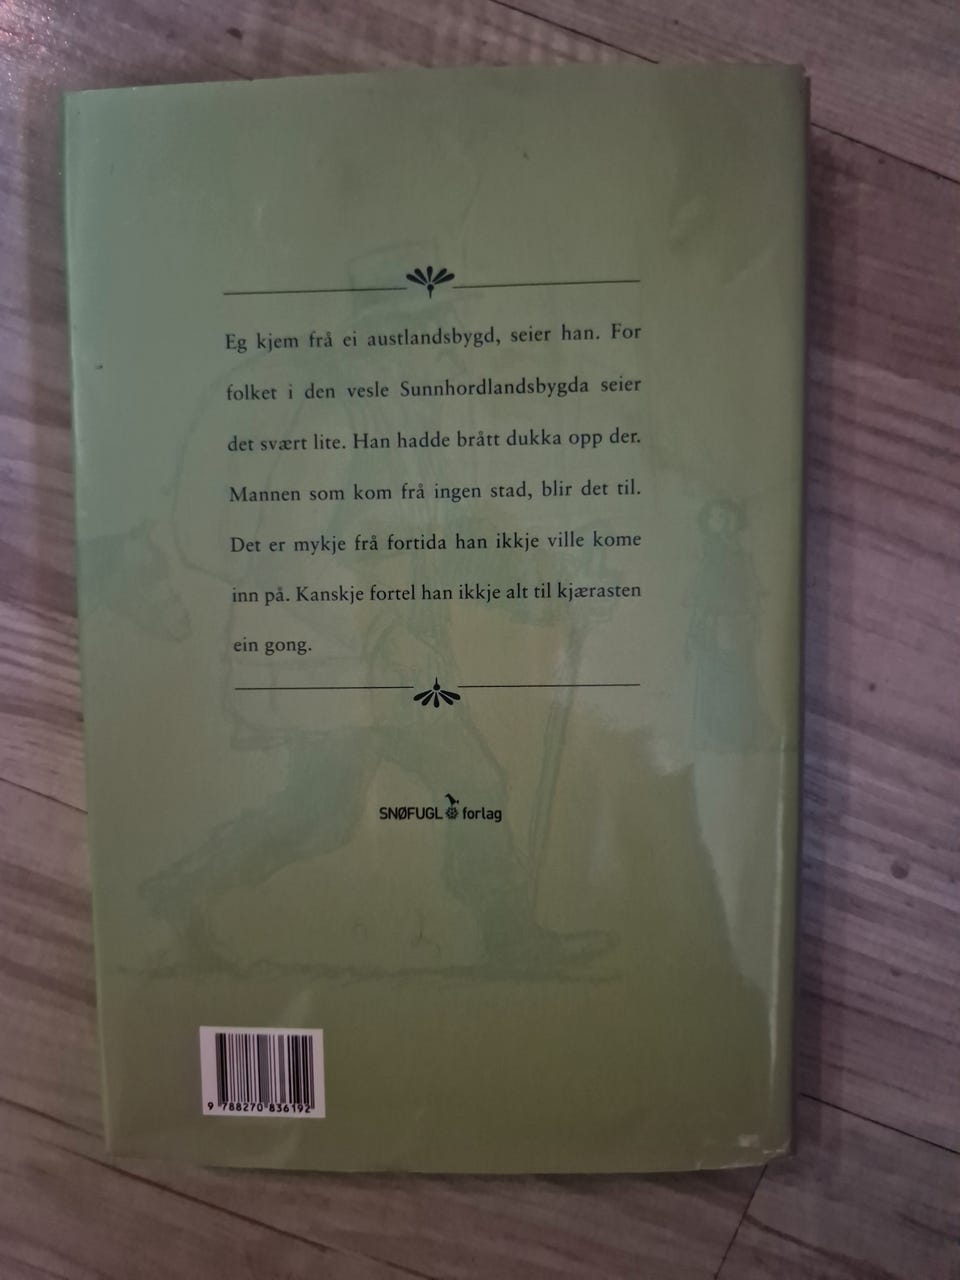 Eg kjem frå ei austlandsbygd, seier han. For
folket i den vesle Sunnhordlandsbygda seier
det svært lite. Han hadde brått dukka opp der.
Mannen som kom frå ingen stad, blir det til.
Det er mykje frå fortida han ikkje ville kome
inn på. Kanskje fortel han ikkje alt til kjærasten
ein gong.
SNØFUGL forlag
9 788270 836192